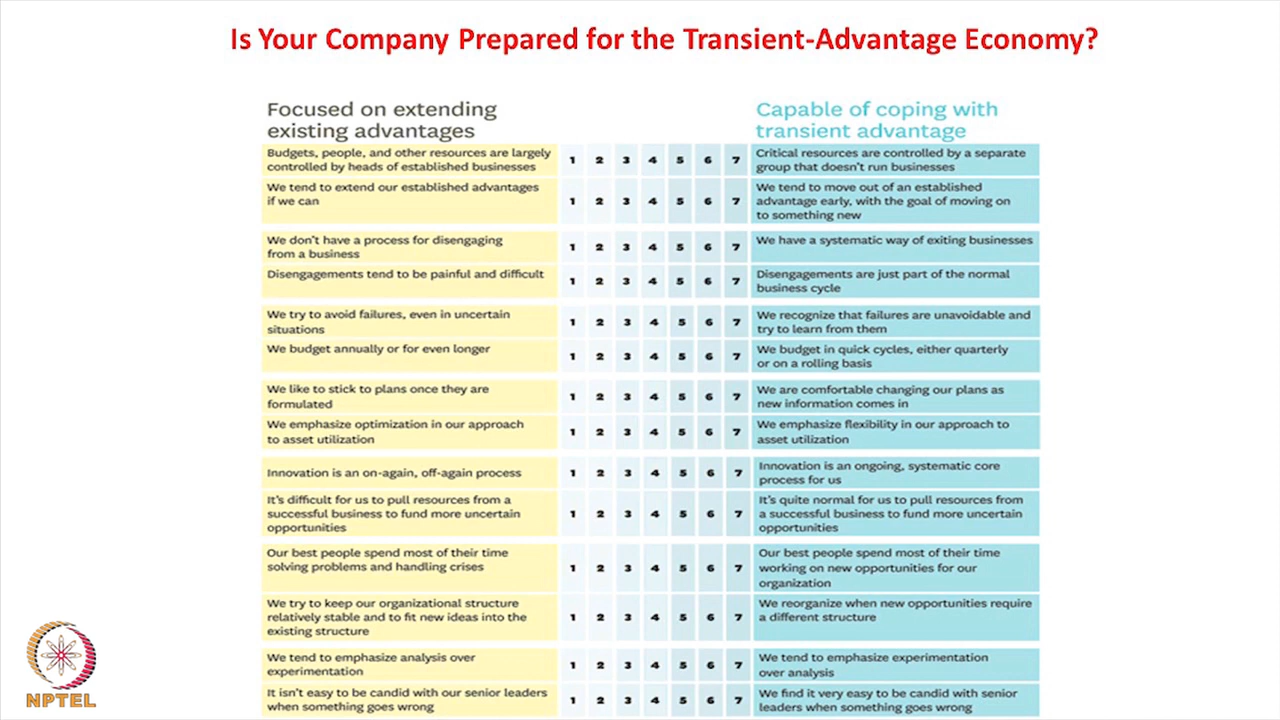 Is Your Company Prepared for the Transient-Advantage Economy?
Focused on extending
existing advantages
Capable of coping with
transient advantage
Budgets, people, and other resources are largely
controlled by heads of established businesses
1 2 3 4 5 6 7
Critical resources are controlled by a separate
group that doesn't run businesses
We tend to extend our established advantages
if we can
1 2 3 4 5 6 7
We tend to move out of an established
advantage early, with the goal of moving on
to something new
We don't have a process for disengaging
from a business
1 2 3 4 5 6 7
We have a systematic way of exiting businesses
Disengagements tend to be painful and difficult
1 2 3 4 5 6 7
Disengagements are just part of the normal
business cycle
We try to avoid failures, even in uncertain
situations
1 2 3 4 5 6 7
We recognize that failures are unavoidable and
try to learn from them
We budget annually or for even longer
1 2 3 4 5 6 7
We budget in quick cycles, either quarterly
or on a rolling basis
We like to stick to plans once they are
formulated
1 2 3 4 5 6 7
We are comfortable changing our plans as
new information comes in
We emphasize optimization in our approach
to asset utilization
1 2 3 4 5 6 7
We emphasize flexibility in our approach to
asset utilization
Innovation is an on-again, off-again process
1 2 3 4 5 6 7
Innovation is an ongoing, systematic core
process for us
It's difficult for us to pull resources from a
successful business to fund more uncertain
opportunities
1 2 3 4 5 6 7
It's quite normal for us to pull resources from
a successful business to fund more uncertain
opportunities
Our best people spend most of their time
solving problems and handling crises
1 2 3 4 5 6 7
Our best people spend most of their time
working on new opportunities for our
organization
We try to keep our organizational structure
relatively stable and to fit new ideas into the
existing structure
1 2 3 4 5 6 7
We reorganize when new opportunities require
a different structure
We tend to emphasize analysis over
experimentation
1 2 3 4 5 6 7
We tend to emphasize experimentation
over analysis
It isn't easy to be candid with our senior leaders
when something goes wrong
1 2 3 4 5 6 7
We find it very easy to be candid with senior
leaders when something goes wrong
NPTEL